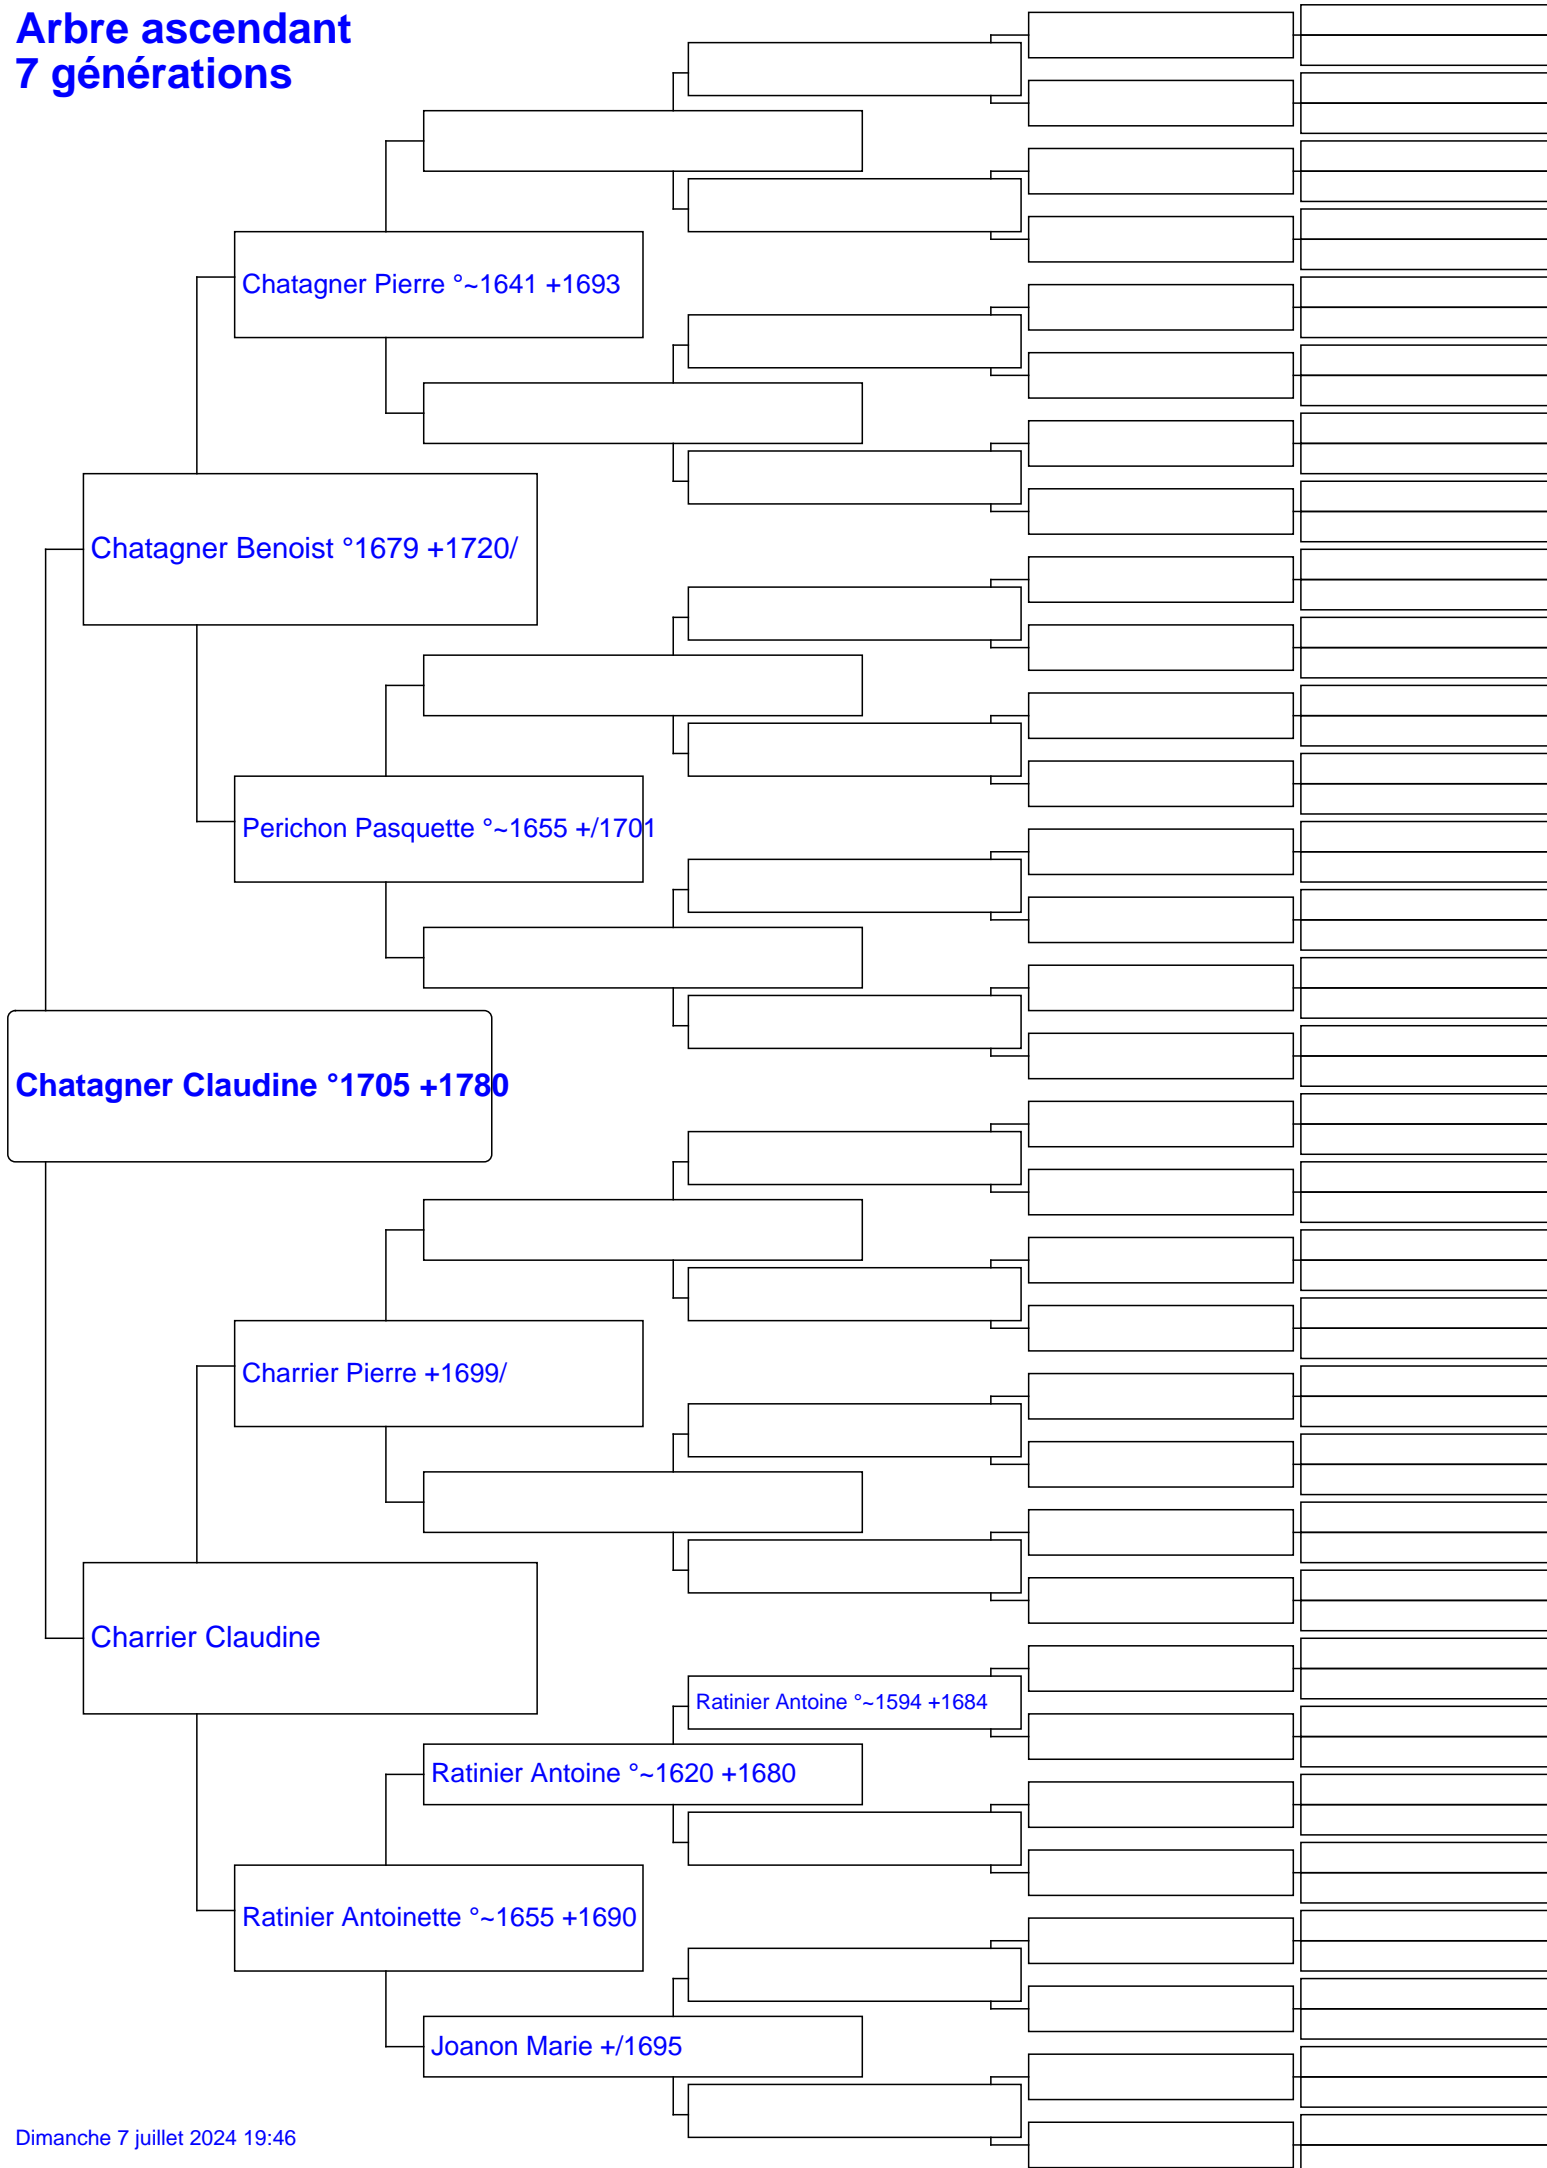 Arbre ascendant
7 générations
Chatagner Pierre °~1641 +1693
Chatagner Benoist °1679 +1720/
Perichon Pasquette °~1655 +/1701
Chatagner Claudine °1705 +1780
Charrier Pierre +1699/
Charrier Claudine
Ratinier Antoine °~1594 +1684
Ratinier Antoine °~1620 +1680
Ratinier Antoinette °~1655 +1690
Joanon Marie +/1695
Dimanche 7 juillet 2024 19:46